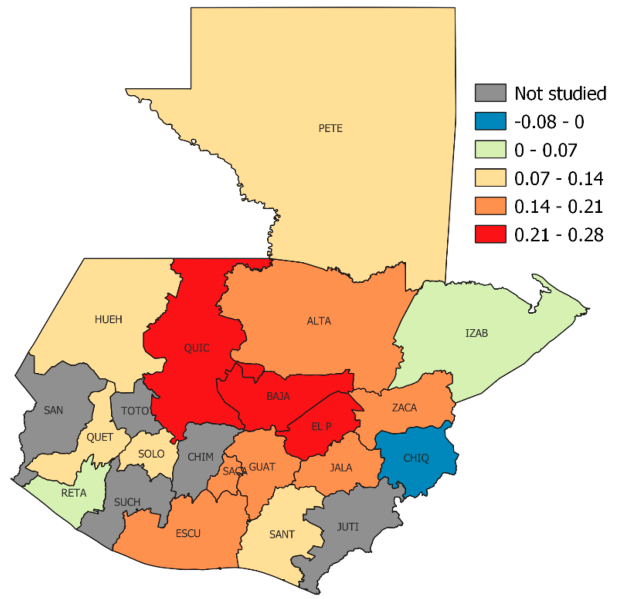 Not studied
-0.08 - 0
0 - 0.07
0.07 - 0.14
0.14 - 0.21
0.21 - 0.28
PETE
HUEH
QUIC
ALTA
IZAB
SAN
TOTO
BAJA
ZACA
QUET
EL P
SOLO
CHIM
CHIQ
RETA
SUCH
SACA
GUAT
JALA
ESCU
SANT
JUTI